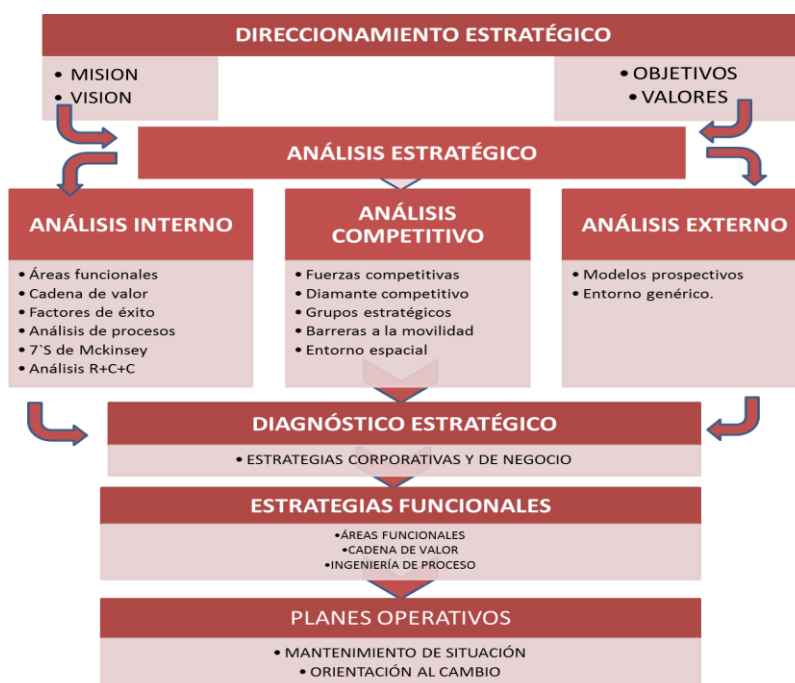 DIRECCIONAMIENTO ESTRATÉGICO
• MISION
• VISION
• OBJETIVOS
• VALORES
ANÁLISIS ESTRATÉGICO
ANÁLISIS INTERNO
• Áreas funcionales
• Cadena de valor
• Factores de éxito
• Análisis de procesos
• 7`S de Mckinsey
• Análisis R+C+C
ANÁLISIS
COMPETITIVO
• Fuerzas competitivas
• Diamante competitivo
• Grupos estratégicos
• Barreras a la movilidad
• Entorno espacial
ANÁLISIS EXTERNO
• Modelos prospectivos
• Entorno genérico.
DIAGNÓSTICO ESTRATÉGICO
• ESTRATEGIAS CORPORATIVAS Y DE NEGOCIO
ESTRATEGIAS FUNCIONALES
•ÁREAS FUNCIONALES
•CADENA DE VALOR
•INGENIERÍA DE PROCESO
PLANES OPERATIVOS
• MANTENIMIENTO DE SITUACIÓN
• ORIENTACIÓN AL CAMBIO